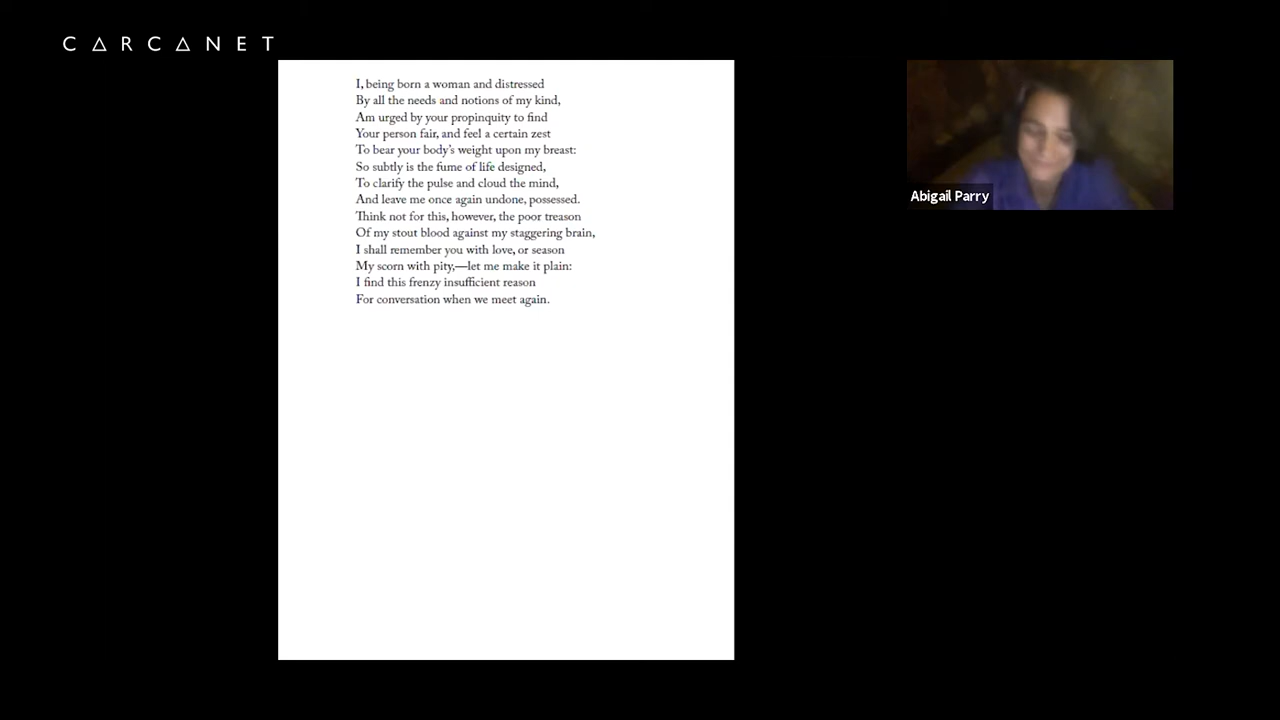 CARCANET
I, being born a woman and distressed
By all the needs and notions of my kind,
Am urged by your propinquity to find
Your person fair, and feel a certain zest
To bear your body’s weight upon my breast:
So subtly is the fume of life designed,
To clarify the pulse and cloud the mind,
And leave me once again undone, possessed.
Think not for this, however, the poor treason
Of my stout blood against my staggering brain,
I shall remember you with love, or season
My scorn with pity,—let me make it plain:
I find this frenzy insufficient reason
For conversation when we meet again.
Abigail Parry